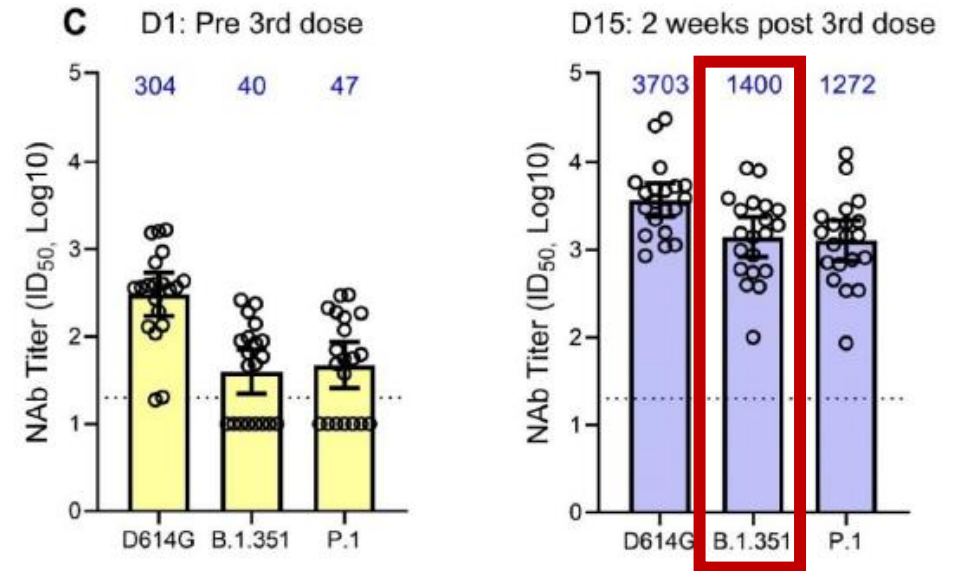 C D1: Pre 3rd dose
5
4
3
2
1
0
NAb Titer (ID50, Log10)
304 40 47
D614G B.1.351 P.1
D15: 2 weeks post 3rd dose
5
4
3
2
1
0
NAb Titer (ID50, Log10)
3703 1400 1272
D614G B.1.351 P.1